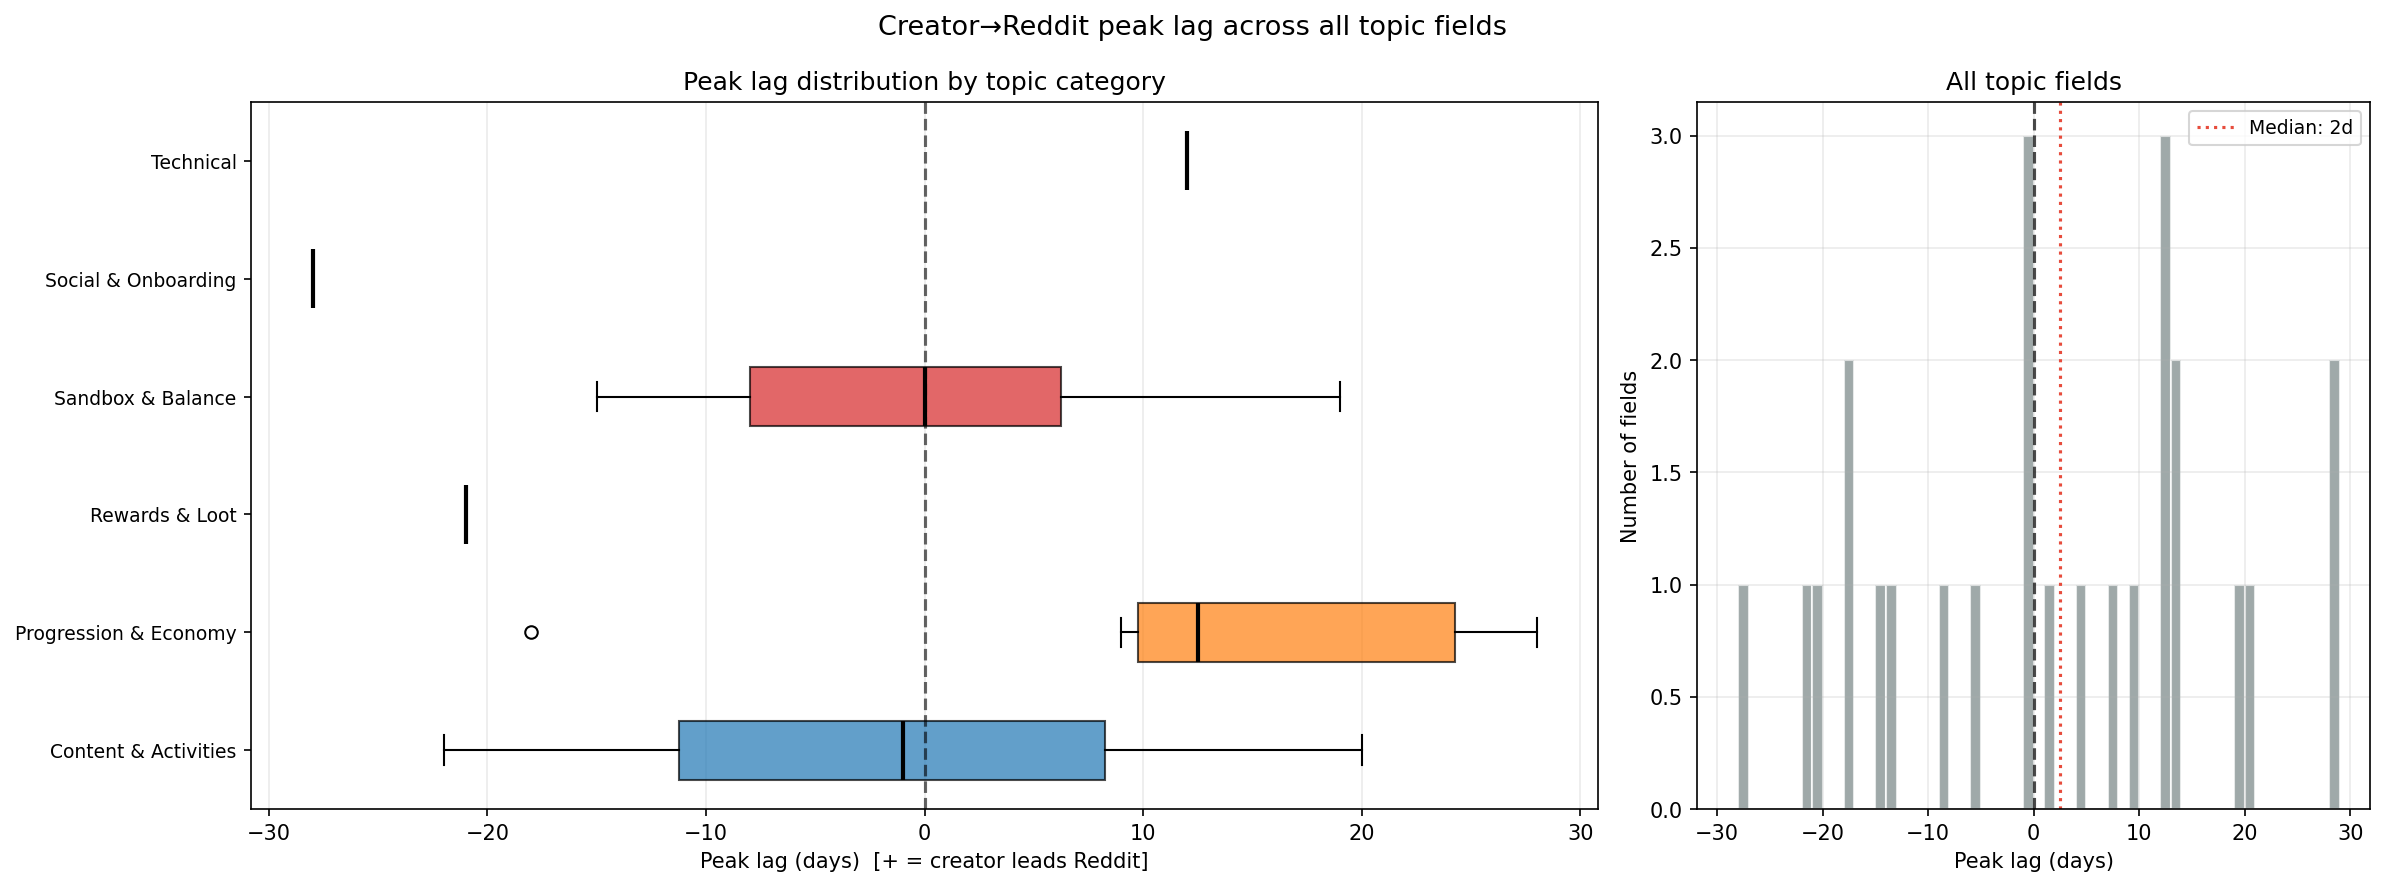 Creator→Reddit peak lag across all topic fields
Peak lag distribution by topic category
Technical
Social & Onboarding
Sandbox & Balance
Rewards & Loot
Progression & Economy
Content & Activities
−30 −20 −10 0 10 20 30
Peak lag (days) [+ = creator leads Reddit]
All topic fields
Median: 2d
Number of fields
3.0
2.5
2.0
1.5
1.0
0.5
0.0
−30 −20 −10 0 10 20 30
Peak lag (days)